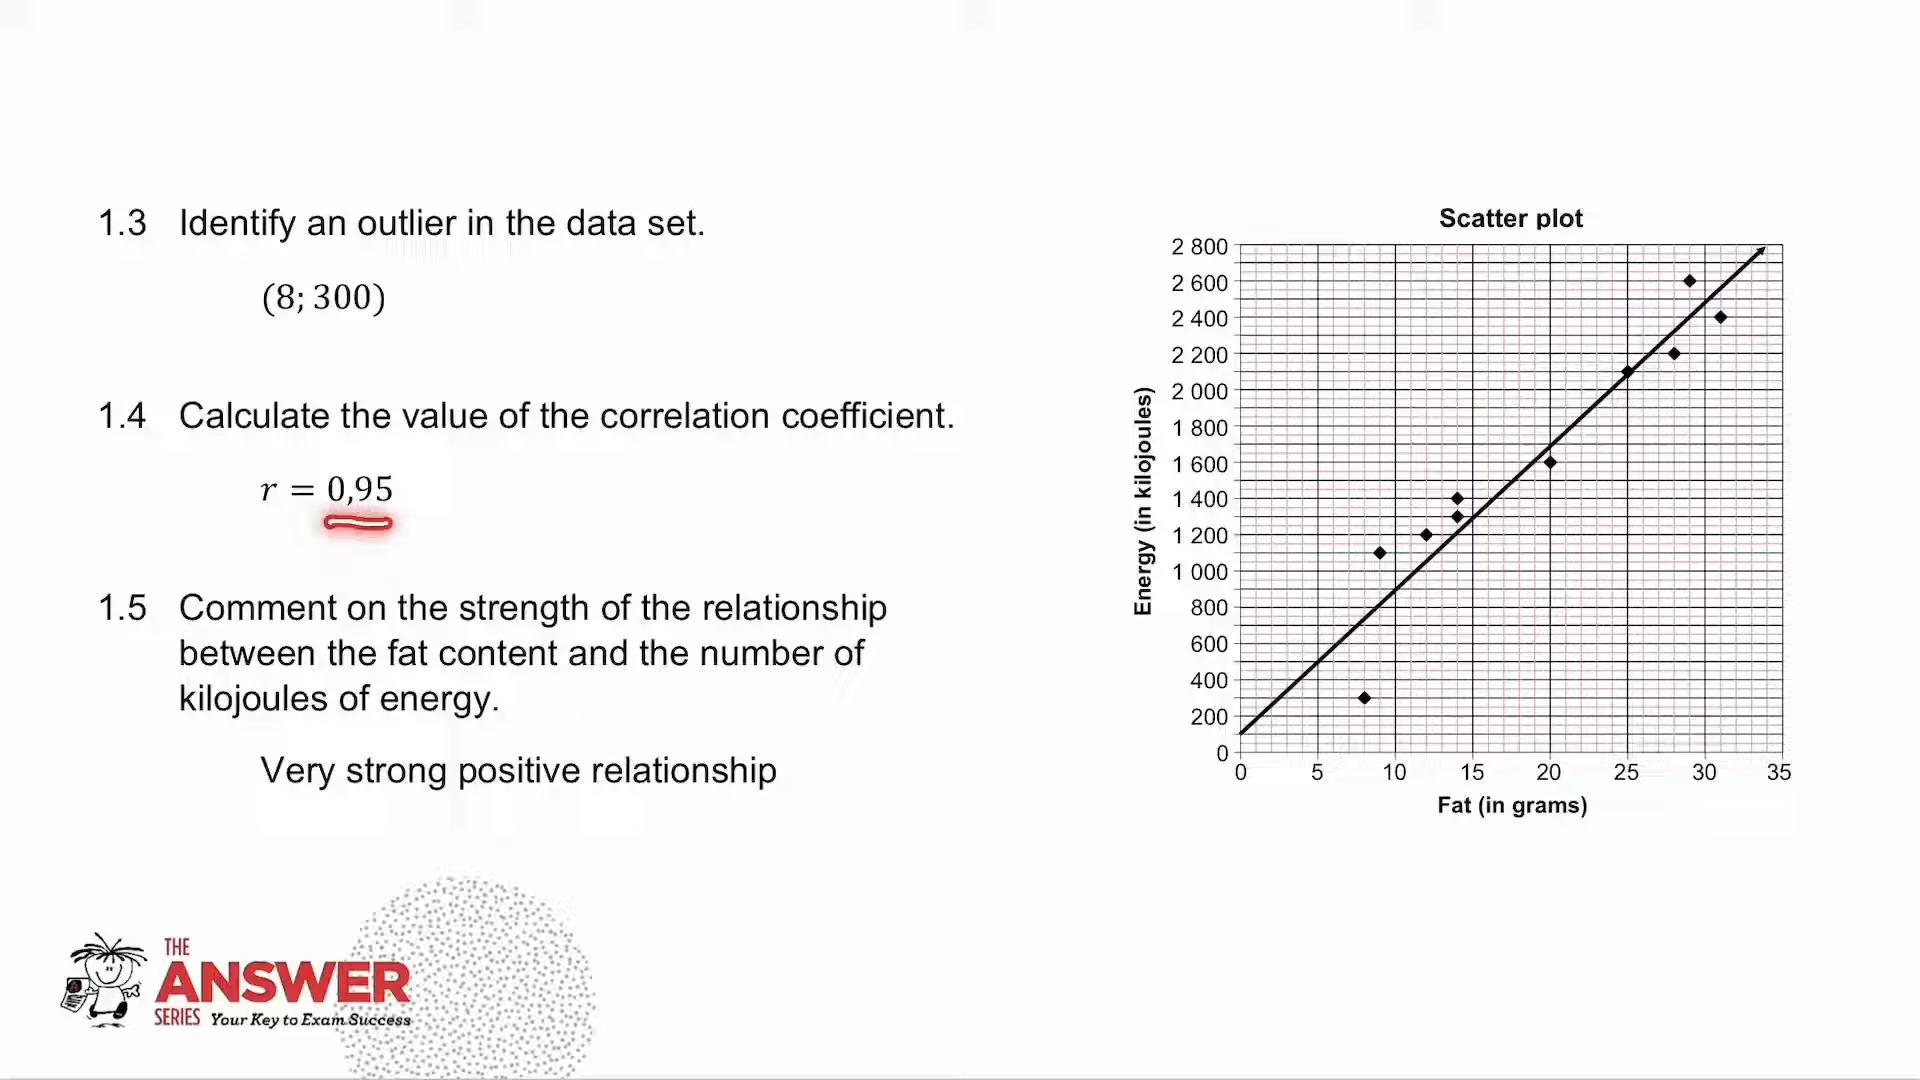 1.3 Identify an outlier in the data set.
(8; 300)
1.4 Calculate the value of the correlation coefficient.
r = 0,95
1.5 Comment on the strength of the relationship
between the fat content and the number of
kilojoules of energy.
Very strong positive relationship
Scatter plot
Energy (in kilojoules)
2 800
2 600
2 400
2 200
2 000
1 800
1 600
1 400
1 200
1 000
800
600
400
200
0
0 5 10 15 20 25 30 35
Fat (in grams)
THE
ANSWER
SERIES Your Key to Exam Success